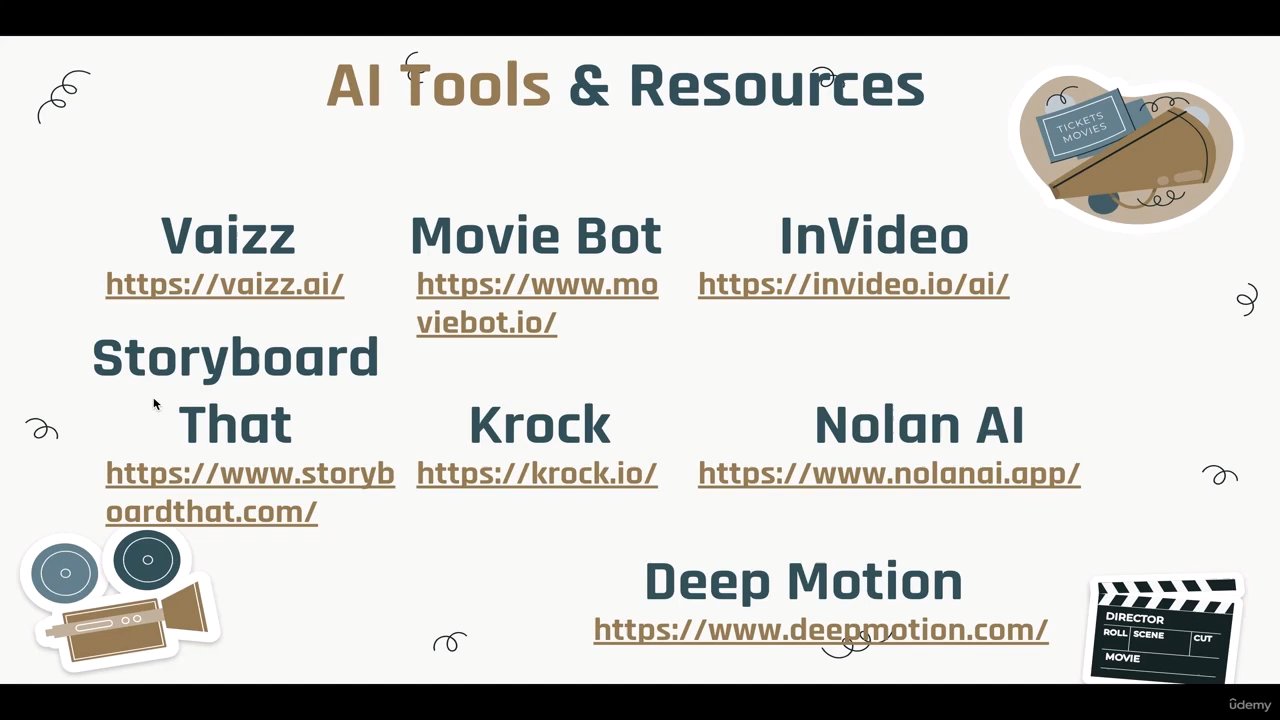 AI Tools & Resources
TICKETS
MOVIES
Vaizz
https://vaizz.ai/
Movie Bot
https://www.mo
viebot.io/
InVideo
https://invideo.io/ai/
Storyboard
That
https://www.storyb
oardthat.com/
Krock
https://krock.io/
Nolan AI
https://www.nolanai.app/
Deep Motion
https://www.deepmotion.com/
DIRECTOR
ROLL SCENE CUT
MOVIE
ûdemy